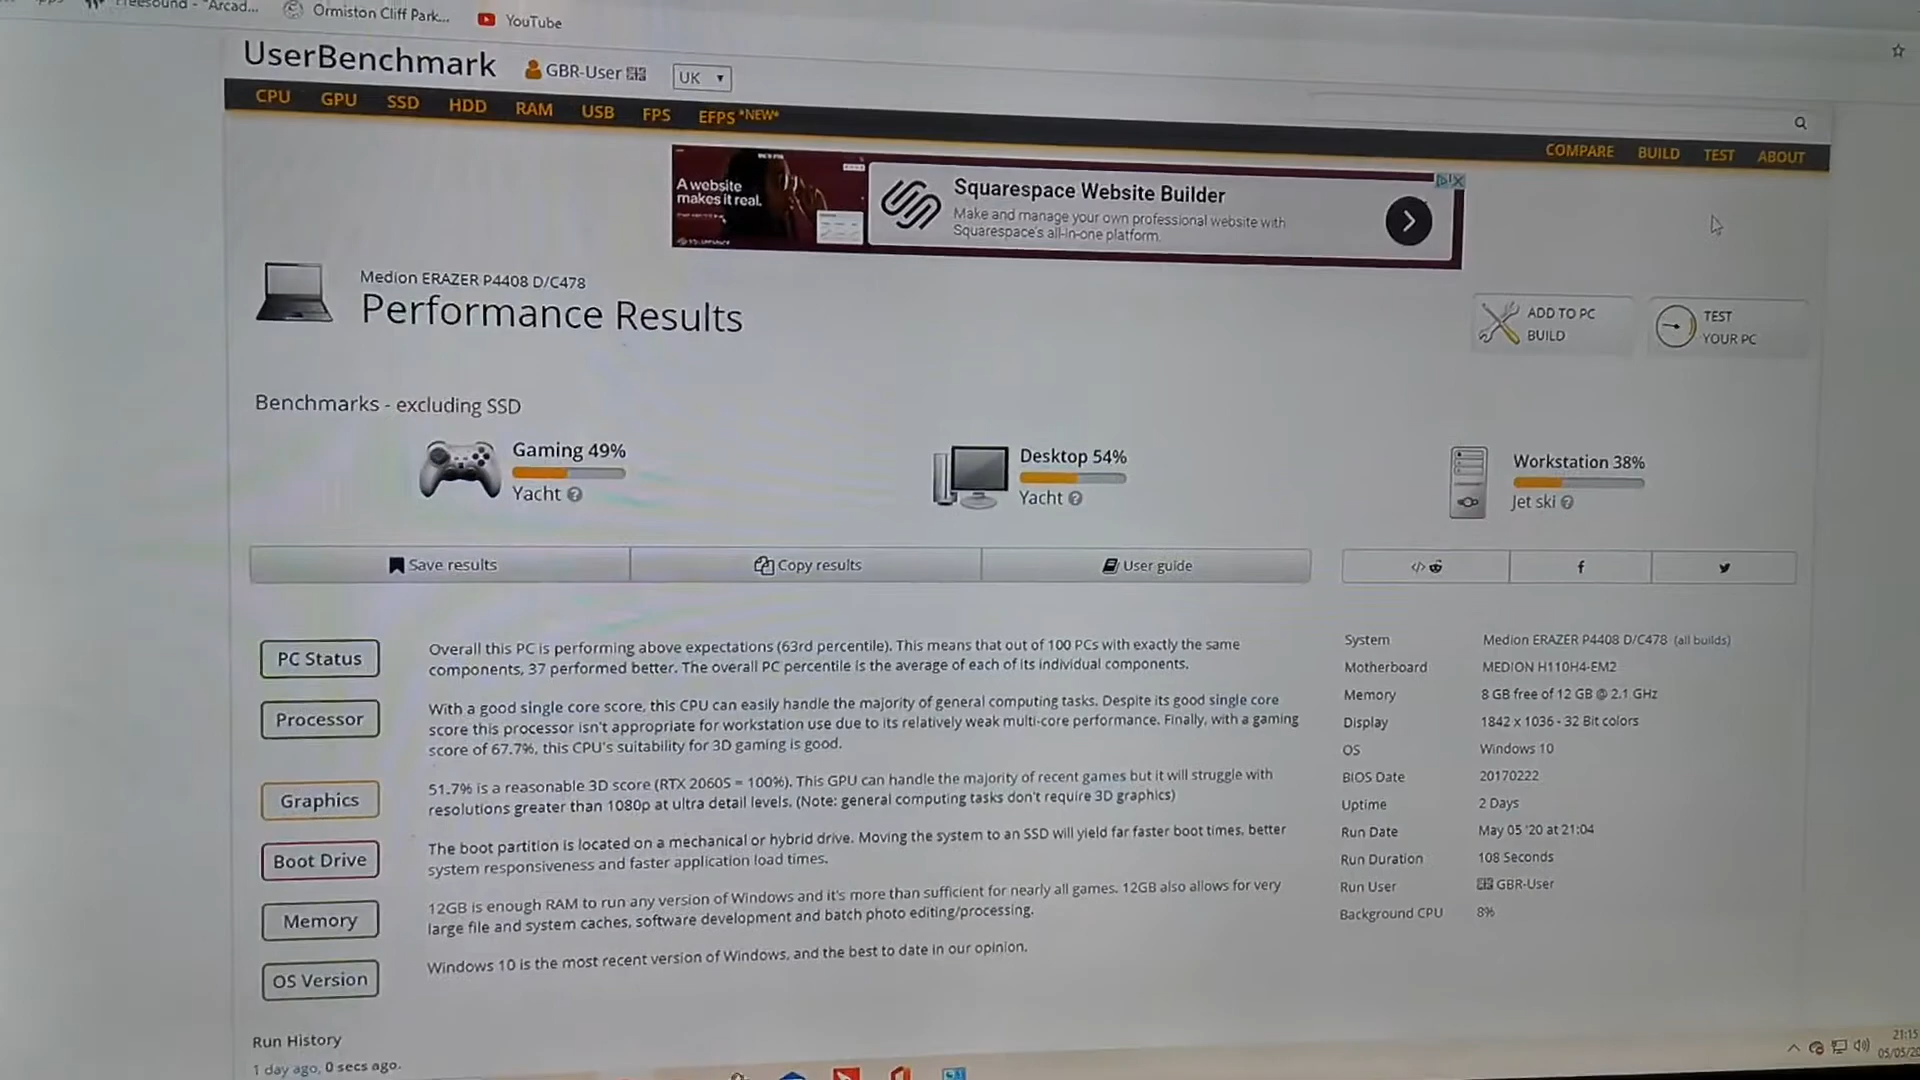 Freesound - "Arcad...
Ormiston Cliff Park...
YouTube
UserBenchmark
GBR-User
UK
CPU GPU SSD HDD RAM USB FPS EFPS *NEW*
COMPARE BUILD TEST ABOUT
A website
makes it real.
Squarespace Website Builder
Make and manage your own professional website with
Squarespace's all-in-one platform.
Medion ERAZER P4408 D/C478
Performance Results
ADD TO PC
BUILD
TEST
YOUR PC
Benchmarks - excluding SSD
Gaming 49%
Yacht
Desktop 54%
Yacht
Workstation 38%
Jet ski
Save results
Copy results
User guide
PC Status
Overall this PC is performing above expectations (63rd percentile). This means that out of 100 PCs with exactly the same
components, 37 performed better. The overall PC percentile is the average of each of its individual components.
Processor
With a good single core score, this CPU can easily handle the majority of general computing tasks. Despite its good single core
score this processor isn't appropriate for workstation use due to its relatively weak multi-core performance. Finally, with a gaming
score of 67.7%, this CPU's suitability for 3D gaming is good.
Graphics
51.7% is a reasonable 3D score (RTX 2060S = 100%). This GPU can handle the majority of recent games but it will struggle with
resolutions greater than 1080p at ultra detail levels. (Note: general computing tasks don't require 3D graphics)
Boot Drive
The boot partition is located on a mechanical or hybrid drive. Moving the system to an SSD will yield far faster boot times, better
system responsiveness and faster application load times.
Memory
12GB is enough RAM to run any version of Windows and it's more than sufficient for nearly all games. 12GB also allows for very
large file and system caches, software development and batch photo editing/processing.
OS Version
Windows 10 is the most recent version of Windows, and the best to date in our opinion.
System Medion ERAZER P4408 D/C478 (all builds)
Motherboard MEDION H110H4-EM2
Memory 8 GB free of 12 GB @ 2.1 GHz
Display 1842 x 1036 - 32 Bit colors
OS Windows 10
BIOS Date 20170222
Uptime 2 Days
Run Date May 05 '20 at 21:04
Run Duration 108 Seconds
Run User GBR-User
Background CPU 8%
Run History
1 day ago, 0 secs ago.
21:15
05/05/20